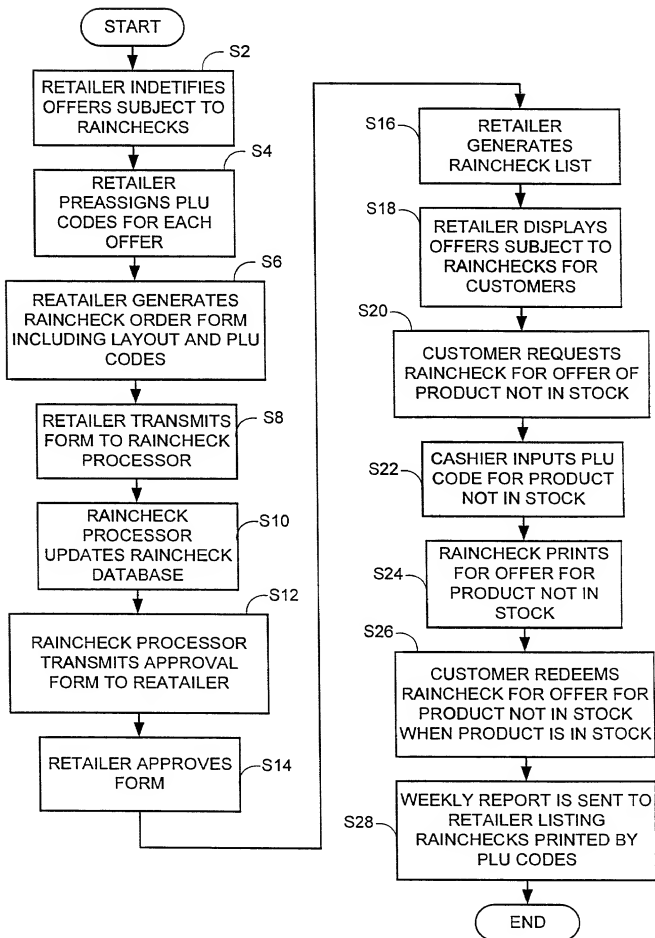 START
S2
RETAILER INDETIFIES
OFFERS SUBJECT TO
RAINCHECKS
S4
RETAILER
PREASSIGNS PLU
CODES FOR EACH
OFFER
S6
REATAILER GENERATES
RAINCHECK ORDER FORM
INCLUDING LAYOUT AND PLU
CODES
S8
RETAILER TRANSMITS
FORM TO RAINCHECK
PROCESSOR
S10
RAINCHECK
PROCESSOR
UPDATES RAINCHECK
DATABASE
S12
RAINCHECK PROCESSOR
TRANSMITS APPROVAL
FORM TO REATAILER
S14
RETAILER APPROVES
FORM
S16
RETAILER
GENERATES
RAINCHECK LIST
S18
RETAILER DISPLAYS
OFFERS SUBJECT TO
RAINCHECKS FOR
CUSTOMERS
S20
CUSTOMER REQUESTS
RAINCHECK FOR OFFER OF
PRODUCT NOT IN STOCK
S22
CASHIER INPUTS PLU
CODE FOR PRODUCT
NOT IN STOCK
S24
RAINCHECK PRINTS
FOR OFFER FOR
PRODUCT NOT IN
STOCK
S26
CUSTOMER REDEEMS
RAINCHECK FOR OFFER FOR
PRODUCT NOT IN STOCK
WHEN PRODUCT IS IN STOCK
S28
WEEKLY REPORT IS SENT TO
RETAILER LISTING
RAINCHECKS PRINTED BY
PLU CODES
END